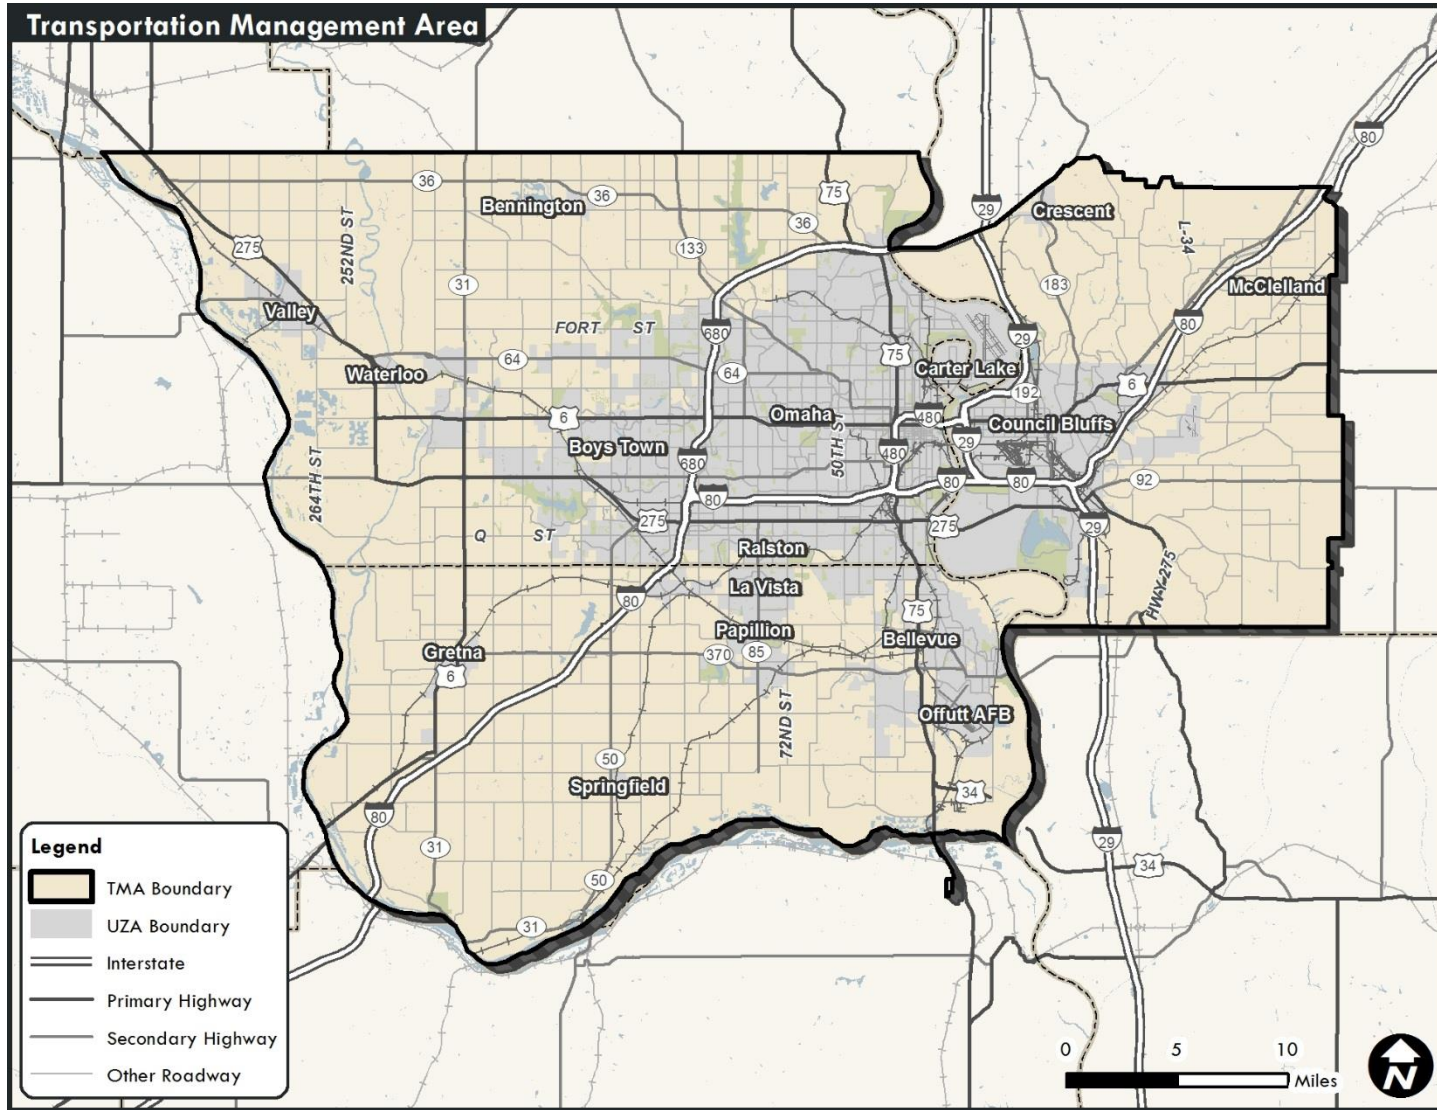 Transportation Management Area
80
36
Bennington
36
75
29
Crescent
L-34
36
275
252ND ST
133
31
183
McClelland
Valley
FORT ST
680
80
29
75
64
64
Waterloo
Carter Lake
6
192
6
Omaha
480
Council Bluffs
50TH ST
Boys Town
29
480
680
264TH ST
80
80
80
92
275
275
29
Q ST
Ralston
HWY 275
La Vista
80
75
Papillion
Bellevue
Gretna
370
85
6
72ND ST
Offutt AFB
50
Springfield
34
80
29
31
34
50
31
Legend
TMA Boundary
UZA Boundary
Interstate
Primary Highway
Secondary Highway
Other Roadway
0 5 10
Miles
N